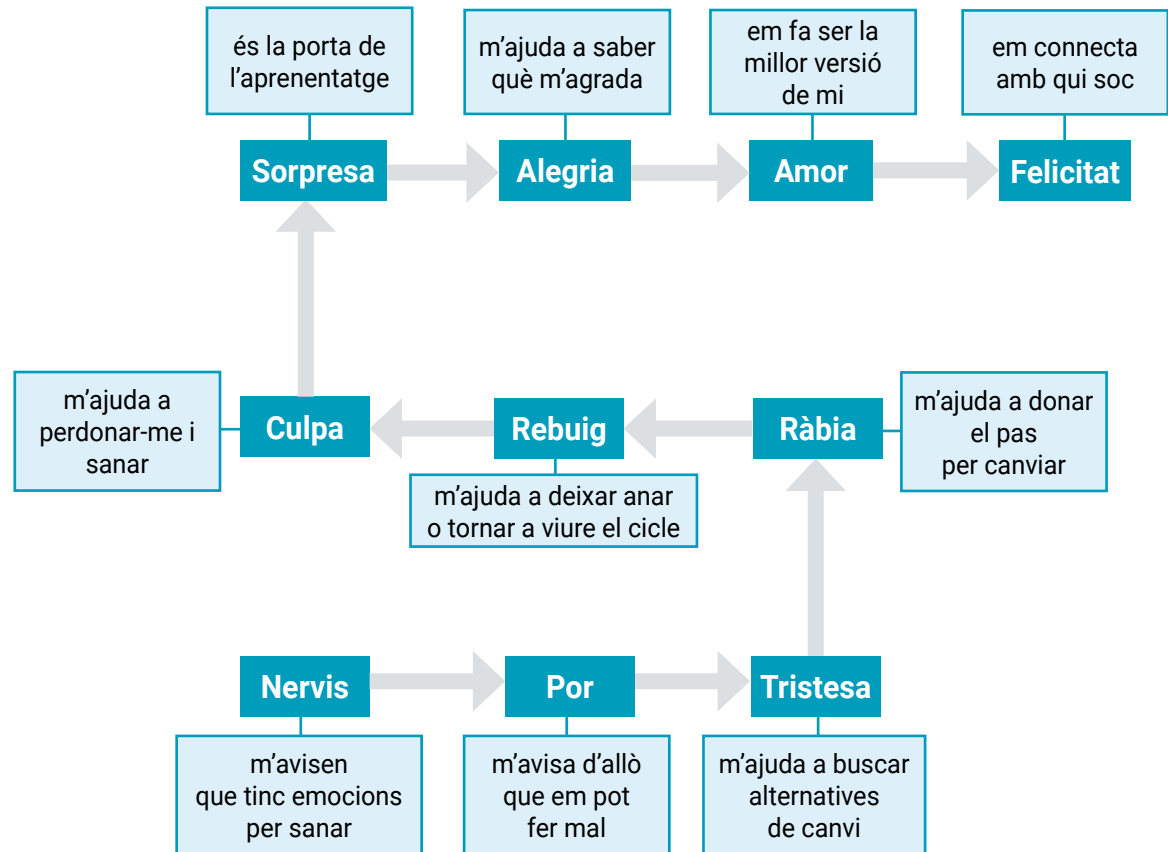 és la porta de
l’aprenentatge
m’ajuda a saber
què m’agrada
em fa ser la
millor versió
de mi
em connecta
amb qui soc
Sorpresa
Alegria
Amor
Felicitat
m’ajuda a
perdonar-me i
sanar
Culpa
Rebuig
Ràbia
m’ajuda a donar
el pas
per canviar
m’ajuda a deixar anar
o tornar a viure el cicle
Nervis
Por
Tristesa
m’avisen
que tinc emocions
per sanar
m’avisa d’allò
que em pot
fer mal
m’ajuda a buscar
alternatives
de canvi